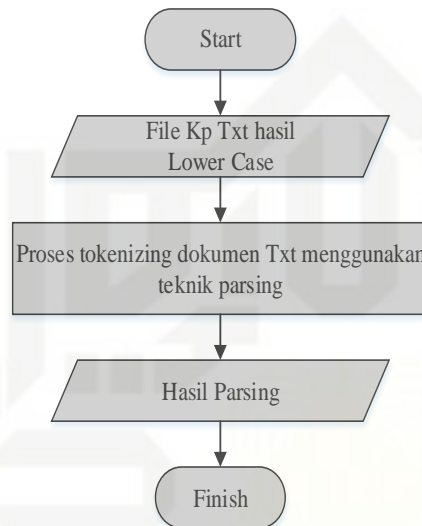 Start
File Kp Txt hasil
Lower Case
Proses tokenizing dokumen Txt menggunakan
teknik parsing
Hasil Parsing
Finish